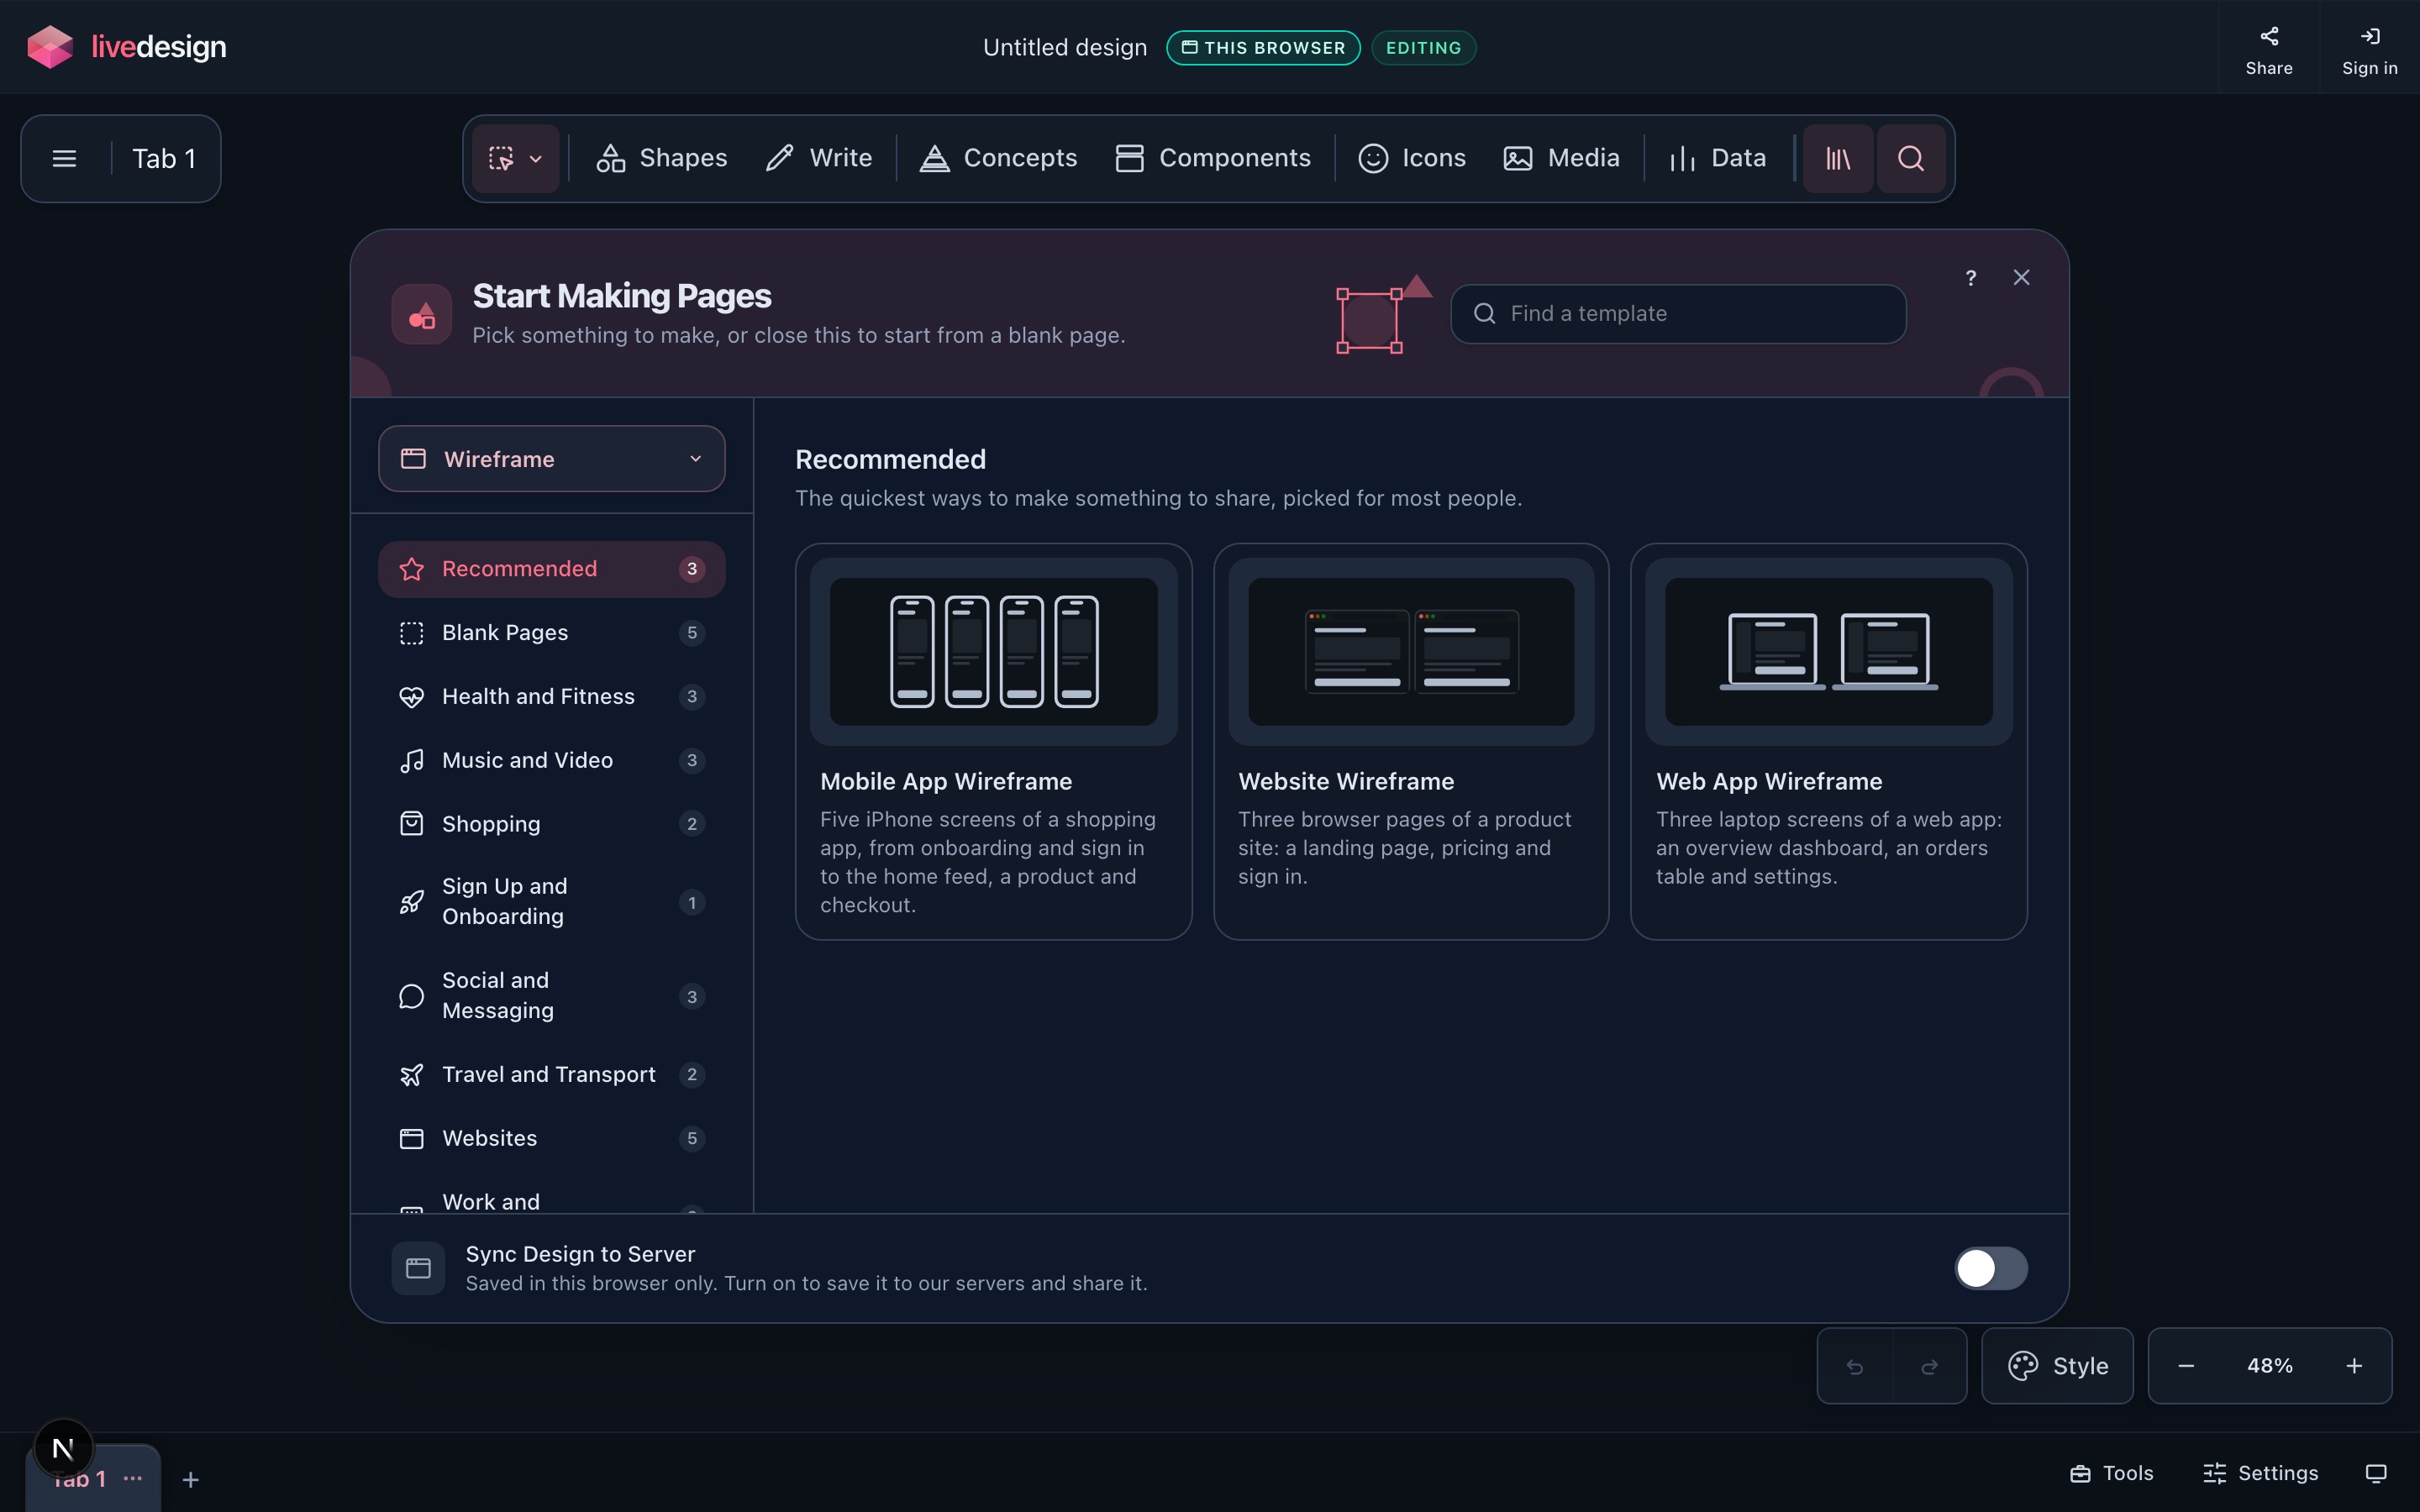 livedesign
Untitled design
THIS BROWSER
EDITING
Share
Sign in
Tab 1
Shapes
Write
Concepts
Components
Icons
Media
Data
Start Making Pages
Pick something to make, or close this to start from a blank page.
Find a template
?
Wireframe
Recommended 3
Blank Pages 5
Health and Fitness 3
Music and Video 3
Shopping 2
Sign Up and
Onboarding 1
Social and
Messaging 3
Travel and Transport 2
Websites 5
Work and
Recommended
The quickest ways to make something to share, picked for most people.
Mobile App Wireframe
Five iPhone screens of a shopping
app, from onboarding and sign in
to the home feed, a product and
checkout.
Website Wireframe
Three browser pages of a product
site: a landing page, pricing and
sign in.
Web App Wireframe
Three laptop screens of a web app:
an overview dashboard, an orders
table and settings.
Sync Design to Server
Saved in this browser only. Turn on to save it to our servers and share it.
Style
48%
N
Tab 1
Tools
Settings